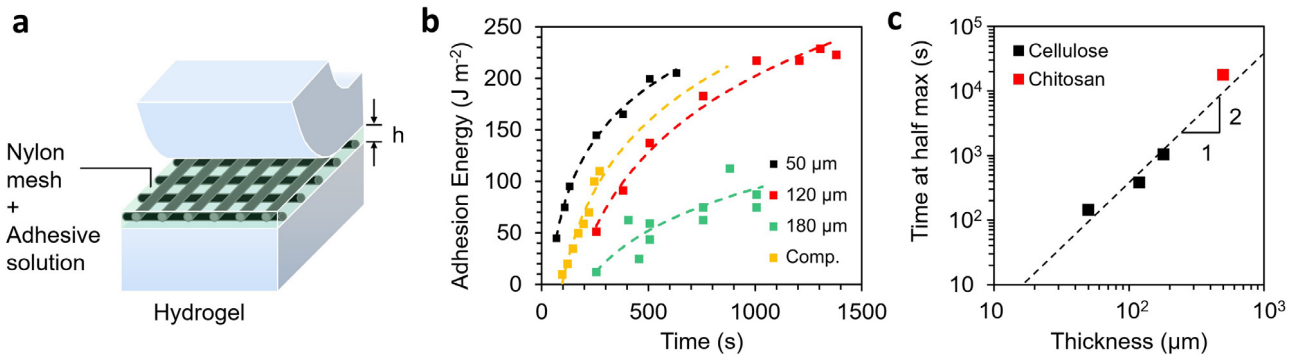 a
Nylon
mesh
+
Adhesive
solution
h
Hydrogel
b
Adhesion Energy (J m⁻²)
250
200
150
100
50
0
0
500
1000
1500
Time (s)
50 µm
120 µm
180 µm
Comp.
c
Time at half max (s)
10⁵
10⁴
10³
10²
10
10
10²
10³
Thickness (µm)
Cellulose
Chitosan
2
1